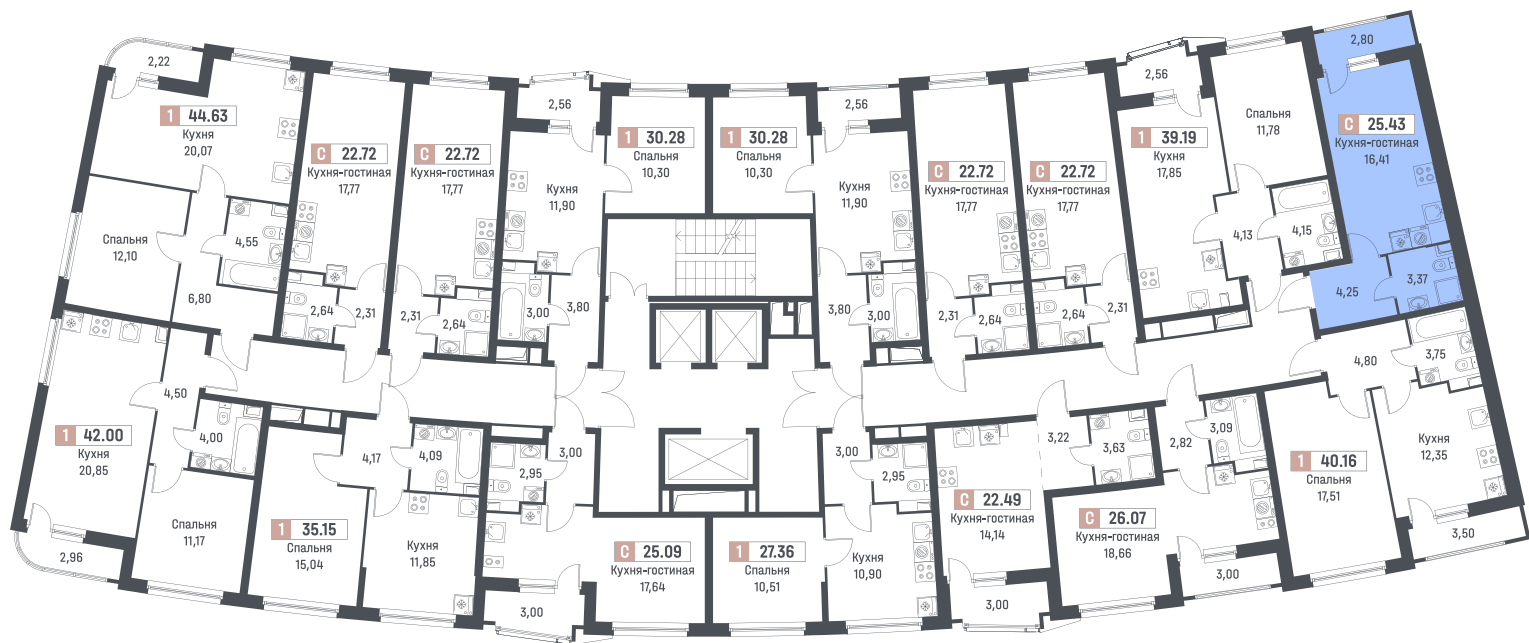 2,22
1 44.63
Кухня
20,07
Спальня
12,10
4,55
6,80
С 22.72
Кухня-гостиная
17,77
2,64
2,31
С 22.72
Кухня-гостиная
17,77
2,31
2,64
2,56
Кухня
11,90
1 30.28
Спальня
10,30
3,00
3,80
1 30.28
Спальня
10,30
2,56
Кухня
11,90
3,80
3,00
С 22.72
Кухня-гостиная
17,77
2,31
2,64
С 22.72
Кухня-гостиная
17,77
2,64
2,31
2,56
1 39.19
Кухня
17,85
Спальня
11,78
4,13
4,15
2,80
С 25.43
Кухня-гостиная
16,41
4,25
3,37
1 42.00
Кухня
20,85
4,50
4,00
Спальня
11,17
2,96
1 35.15
Спальня
15,04
4,17
4,09
Кухня
11,85
2,95
3,00
С 25.09
Кухня-гостиная
17,64
3,00
1 27.36
Спальня
10,51
3,00
2,95
Кухня
10,90
С 22.49
Кухня-гостиная
14,14
3,22
3,63
3,00
2,82
3,09
С 26.07
Кухня-гостиная
18,66
3,00
1 40.16
Спальня
17,51
4,80
3,75
Кухня
12,35
3,50